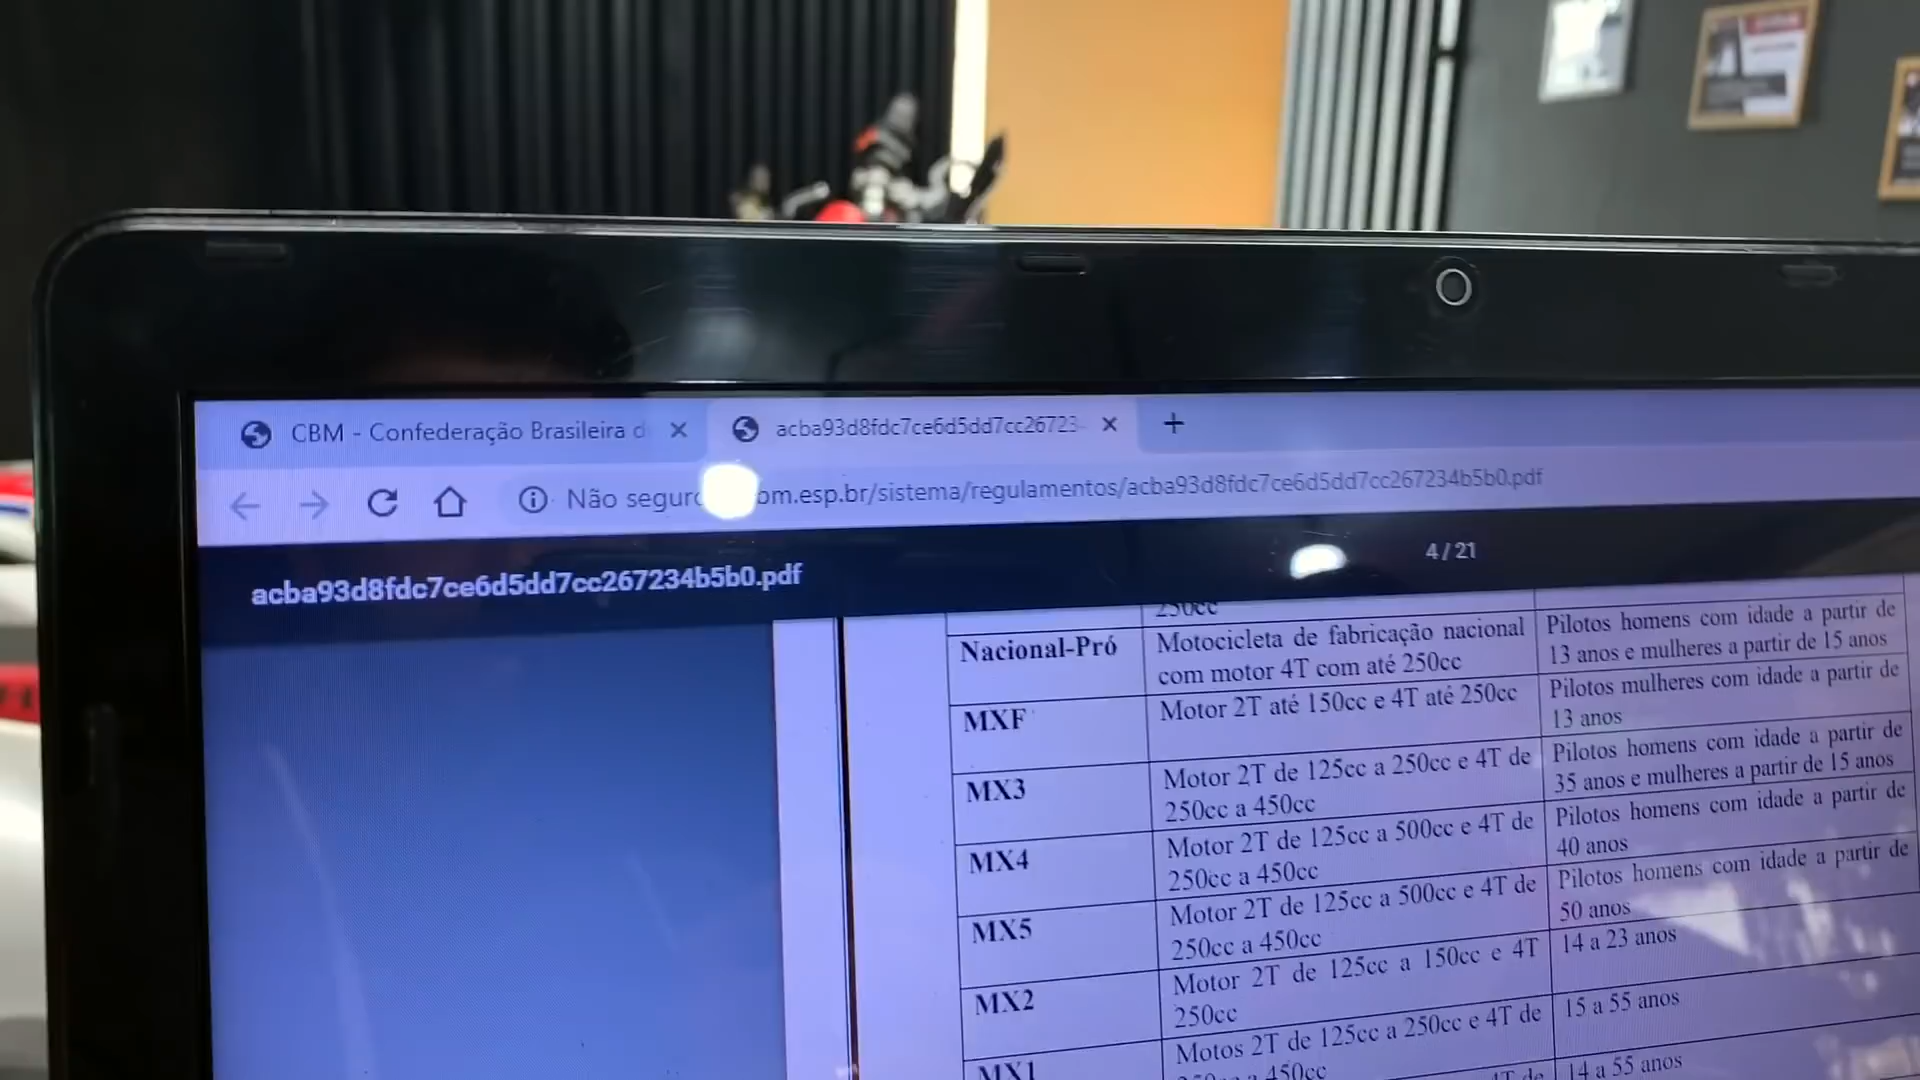 CBM - Confederação Brasileira d
acba93d8fdc7ce6d5dd7cc26723
Não seguro om.esp.br/sistema/regulamentos/acba93d8fdc7ce6d5dd7cc267234b5b0.pdf
acba93d8fdc7ce6d5dd7cc267234b5b0.pdf
4 / 21
250cc
Nacional-Pró
Motocicleta de fabricação nacional
com motor 4T com até 250cc
Pilotos homens com idade a partir de
13 anos e mulheres a partir de 15 anos
MXF
Motor 2T até 150cc e 4T até 250cc
Pilotos mulheres com idade a partir de
13 anos
MX3
Motor 2T de 125cc a 250cc e 4T de
250cc a 450cc
Pilotos homens com idade a partir de
35 anos e mulheres a partir de 15 anos
MX4
Motor 2T de 125cc a 500cc e 4T de
250cc a 450cc
Pilotos homens com idade a partir de
40 anos
MX5
Motor 2T de 125cc a 500cc e 4T de
250cc a 450cc
Pilotos homens com idade a partir de
50 anos
MX2
Motor 2T de 125cc a 150cc e 4T
250cc
14 a 23 anos
MX1
Motos 2T de 125cc a 250cc e 4T de
a 450cc
15 a 55 anos
4T de
14 a 55 anos